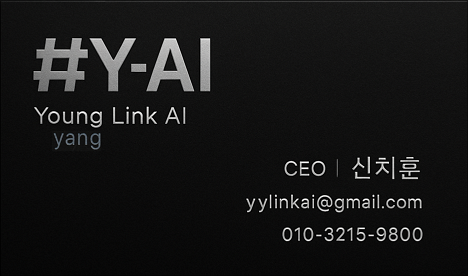 #Y-AI
Young Link AI
yang
CEO | 신치훈
yylinkai@gmail.com
010-3215-9800